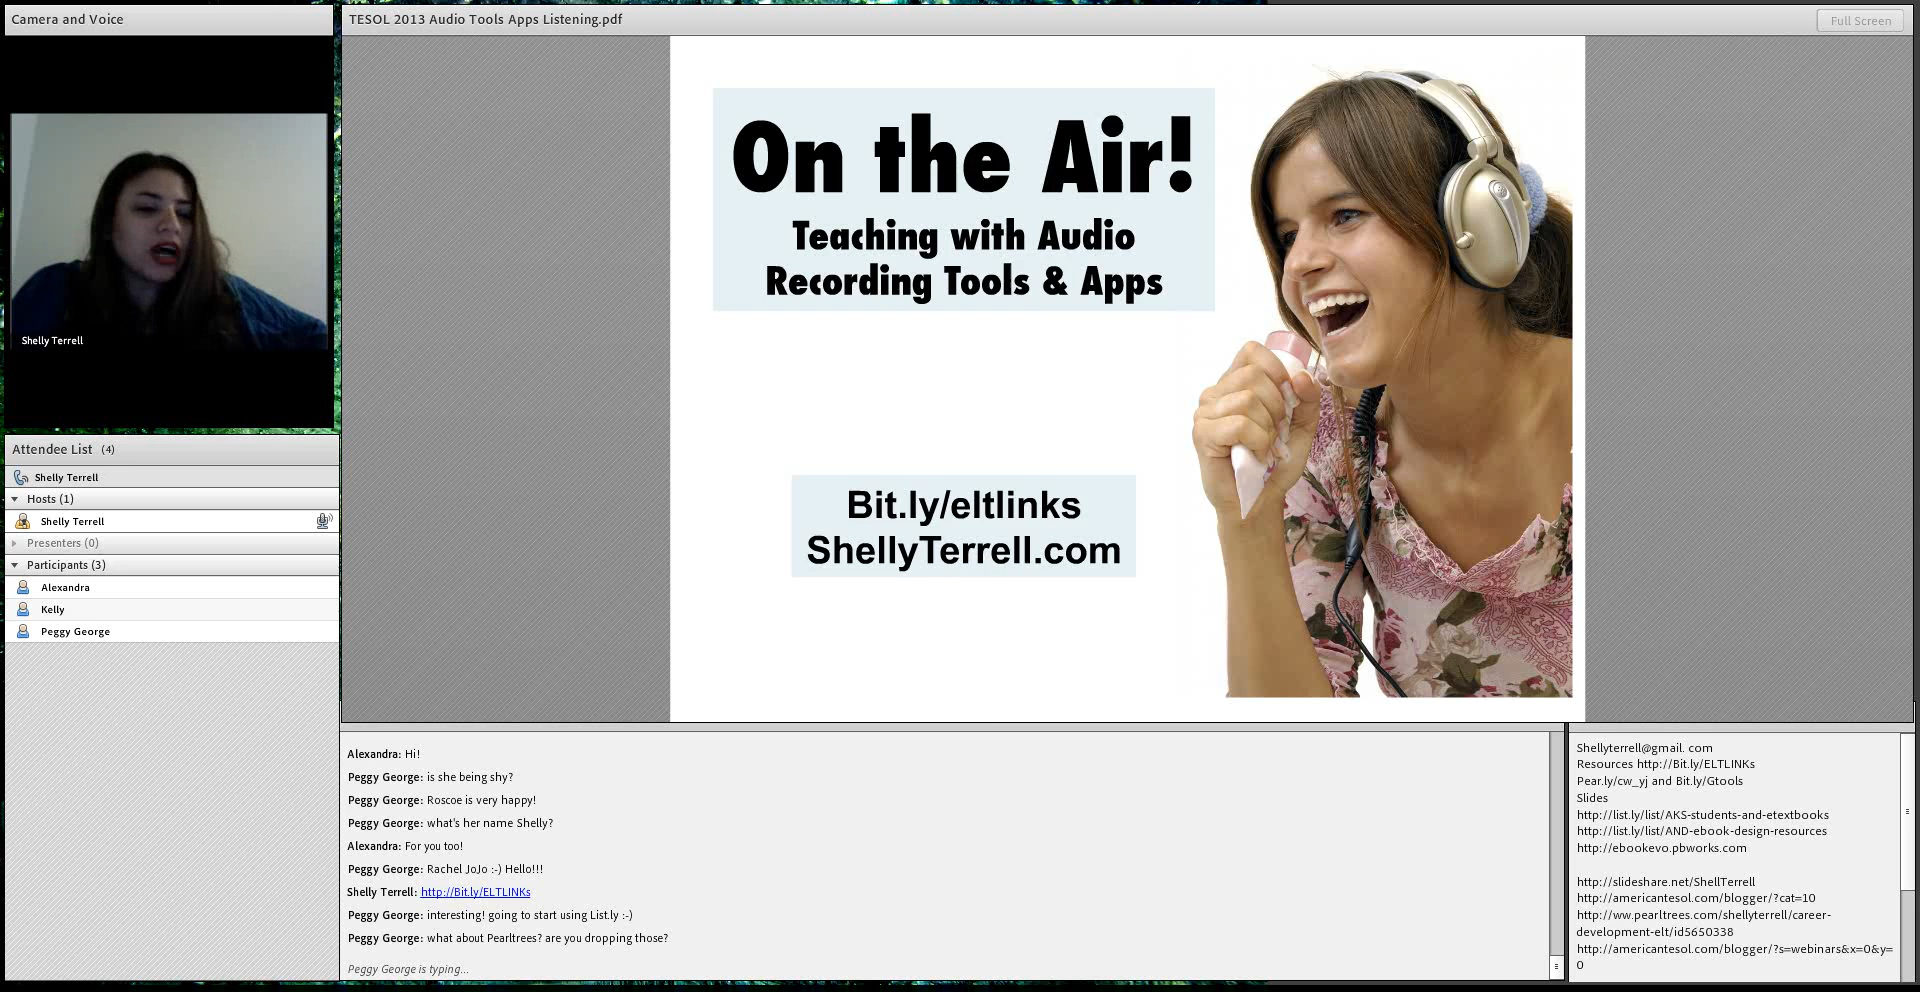 Camera and Voice
Shelly Terrell
Attendee List (4)
Shelly Terrell
Hosts (1)
Shelly Terrell
Presenters (0)
Participants (3)
Alexandra
Kelly
Peggy George
TESOL 2013 Audio Tools Apps Listening.pdf
Full Screen
On the Air!
Teaching with Audio
Recording Tools & Apps
Bit.ly/eltlinks
ShellyTerrell.com
Alexandra: Hi!
Peggy George: is she being shy?
Peggy George: Roscoe is very happy!
Peggy George: what's her name Shelly?
Alexandra: For you too!
Peggy George: Rachel JoJo :-) Hello!!!
Shelly Terrell: http://Bit.ly/ELTLINKs
Peggy George: interesting! going to start using List.ly :-)
Peggy George: what about Pearltrees? are you dropping those?
Peggy George is typing...
Shellyterrell@gmail. com
Resources http://Bit.ly/ELTLINKs
Pear.ly/cw_yj and Bit.ly/Gtools
Slides
http://list.ly/list/AKS-students-and-etextbooks
http://list.ly/list/AND-ebook-design-resources
http://ebookevo.pbworks.com
http://slideshare.net/ShellTerrell
http://americantesol.com/blogger/?cat=10
http://ww.pearltrees.com/shellyterrell/career-
development-elt/id5650338
http://americantesol.com/blogger/?s=webinars&x=0&y=
0